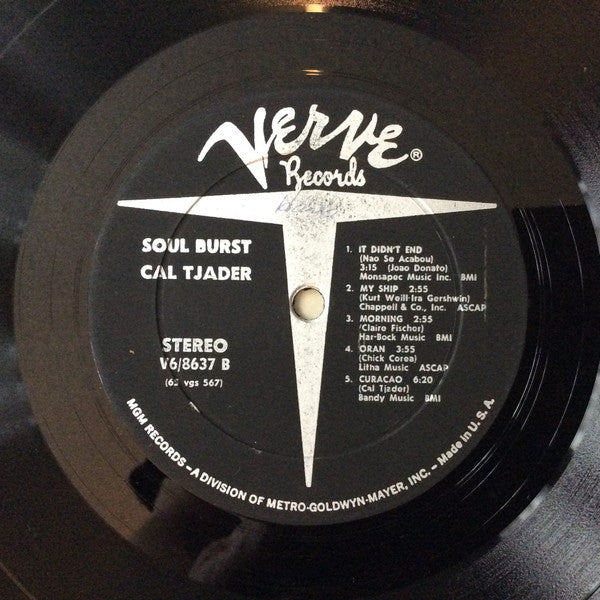 Verve®
Records
SOUL BURST
CAL TJADER
STEREO
V6/8637 B
vgs 567)
1. IT DIDN'T END
(Nao Se Acabou)
3:15 (Joao Donato)
Monsapec Music Inc. BMI
2. MY SHIP 2:55
(Kurt Weill-Ira Gershwin)
Chappell & Co., Inc. ASCAP
3. MORNING 2:55
(Claire Fischer)
Har-Bock Music BMI
4. ORAN 3:55
(Chick Corea)
Litha Music ASCAP
5. CURACAO 6:20
(Cal Tjader)
Bandy Music BMI
MGM RECORDS—A DIVISION OF METRO-GOLDWYN-MAYER, INC. – Made in U. S. A.